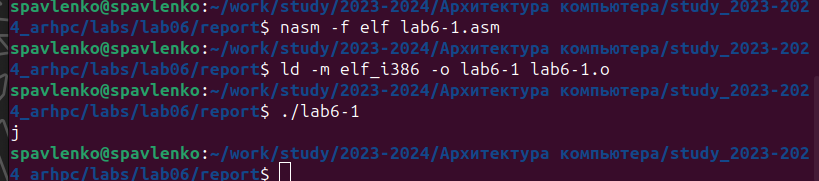 spavlenko@spavlenko:~/work/study/2023-2024/Архитектура компьютера/study_2023-202
4_arhpc/labs/lab06/report$ nasm -f elf lab6-1.asm
spavlenko@spavlenko:~/work/study/2023-2024/Архитектура компьютера/study_2023-202
4_arhpc/labs/lab06/report$ ld -m elf_i386 -o lab6-1 lab6-1.o
spavlenko@spavlenko:~/work/study/2023-2024/Архитектура компьютера/study_2023-202
4_arhpc/labs/lab06/report$ ./lab6-1
j
spavlenko@spavlenko:~/work/study/2023-2024/Архитектура компьютера/study_2023-202
4_arhpc/labs/lab06/report$